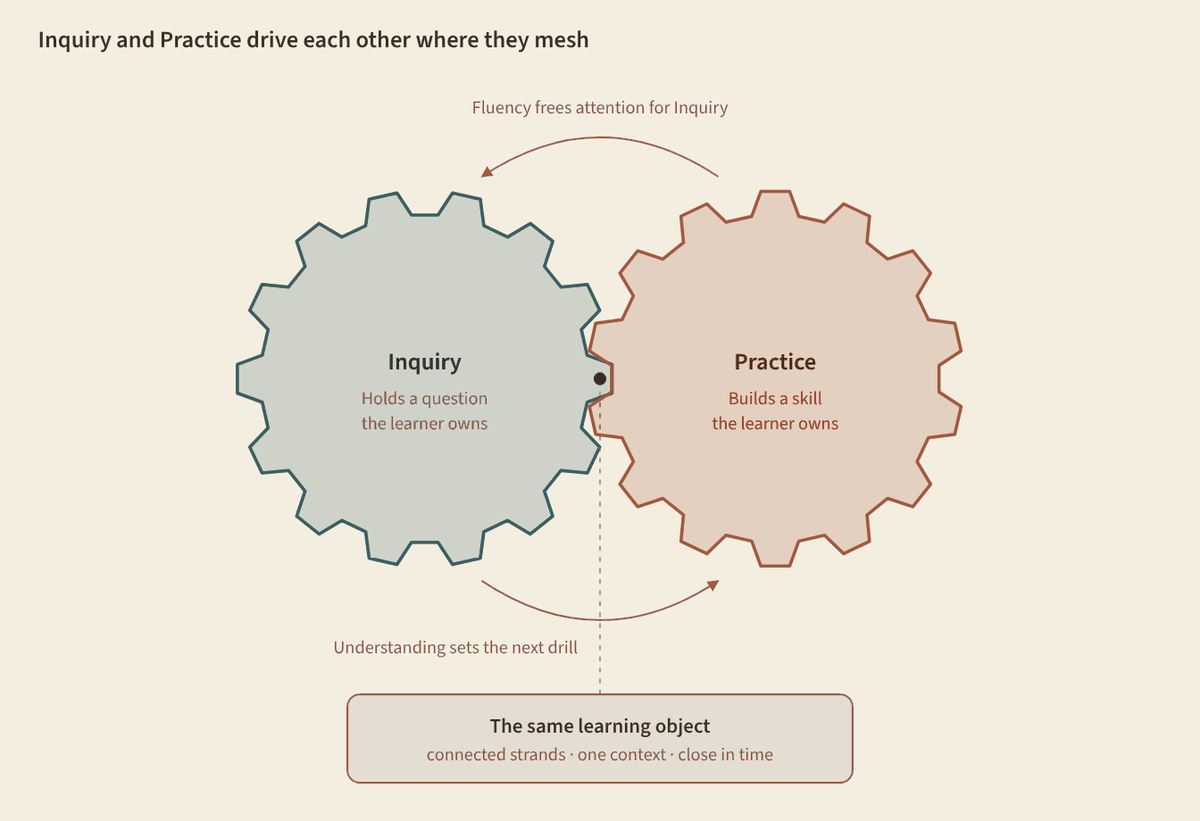 Inquiry and Practice drive each other where they mesh
Fluency frees attention for Inquiry
Inquiry
Holds a question
the learner owns
Practice
Builds a skill
the learner owns
Understanding sets the next drill
The same learning object
connected strands · one context · close in time